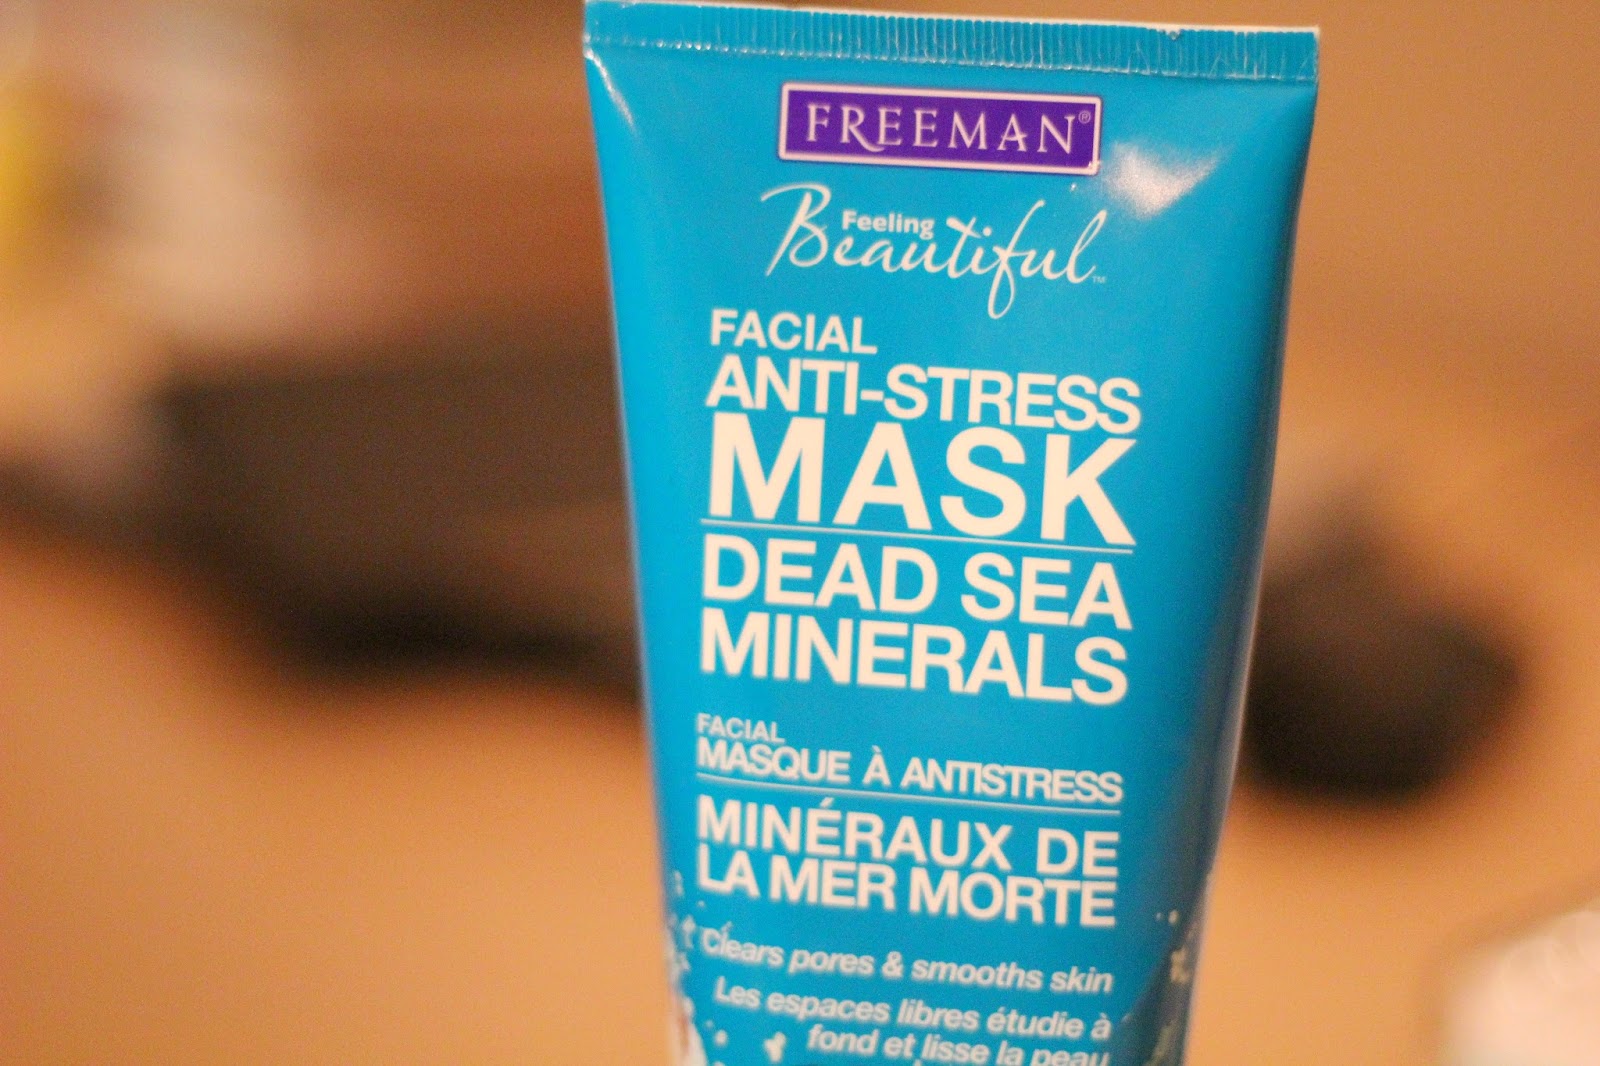 FREEMAN®
Feeling
Beautiful™
FACIAL
ANTI-STRESS
MASK
DEAD SEA
MINERALS
FACIAL
MASQUE À ANTISTRESS
MINÉRAUX DE
LA MER MORTE
Clears pores & smooths skin
Les espaces libres étudie à
fond et lisse la peau